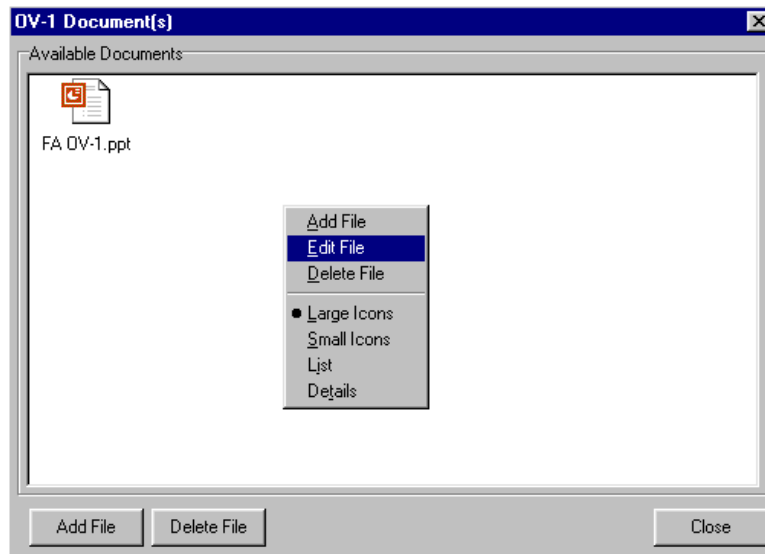 OV-1 Document(s)
Available Documents
FA OV-1.ppt
Add File
Edit File
Delete File
Large Icons
Small Icons
List
Details
Add File
Delete File
Close